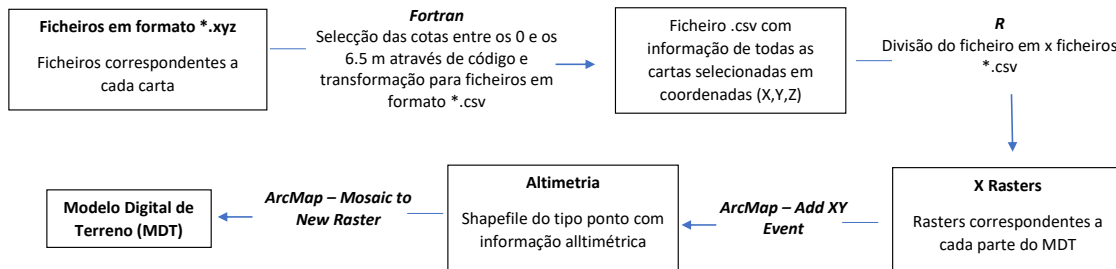 Ficheiros em formato *.xyz
Ficheiros correspondentes a
cada carta
Fortran
Selecção das cotas entre os 0 e os
6.5 m através de código e
transformação para ficheiros em
formato *.csv
Ficheiro .csv com
informação de todas as
cartas selecionadas em
coordenadas (X,Y,Z)
R
Divisão do ficheiro em x ficheiros
*.csv
X Rasters
Rasters correspondentes a
cada parte do MDT
ArcMap – Add XY
Event
Altimetria
Shapefile do tipo ponto com
informação alltimétrica
ArcMap – Mosaic to
New Raster
Modelo Digital de
Terreno (MDT)